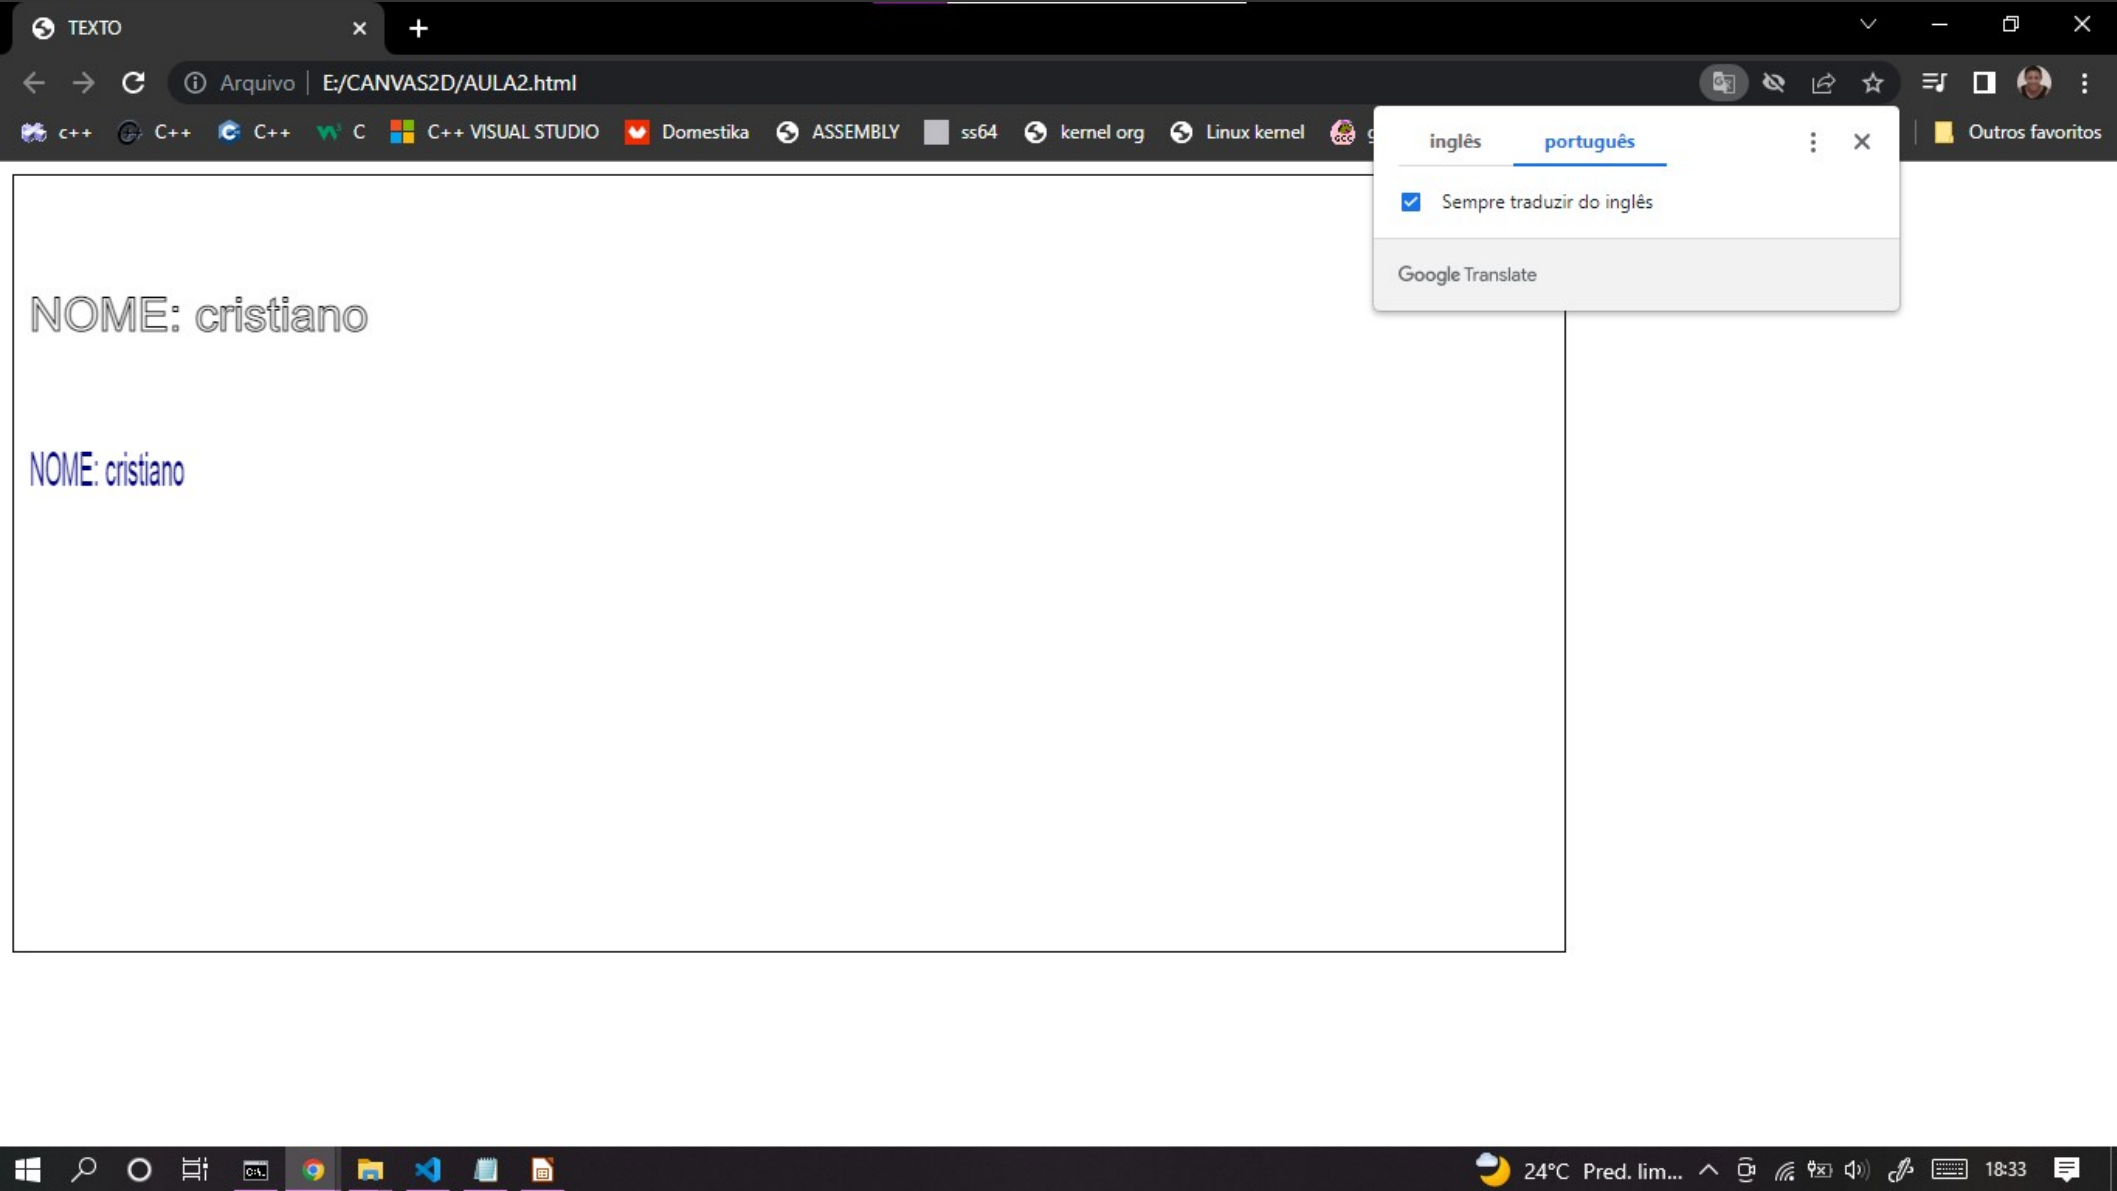 TEXTO
Arquivo E:/CANVAS2D/AULA2.html
c++ C++ C++ C C++ VISUAL STUDIO Domestika ASSEMBLY ss64 kernel org Linux kernel g Outros favoritos
inglês português
Sempre traduzir do inglês
Google Translate
NOME: cristiano
NOME: cristiano
24°C Pred. lim... 18:33